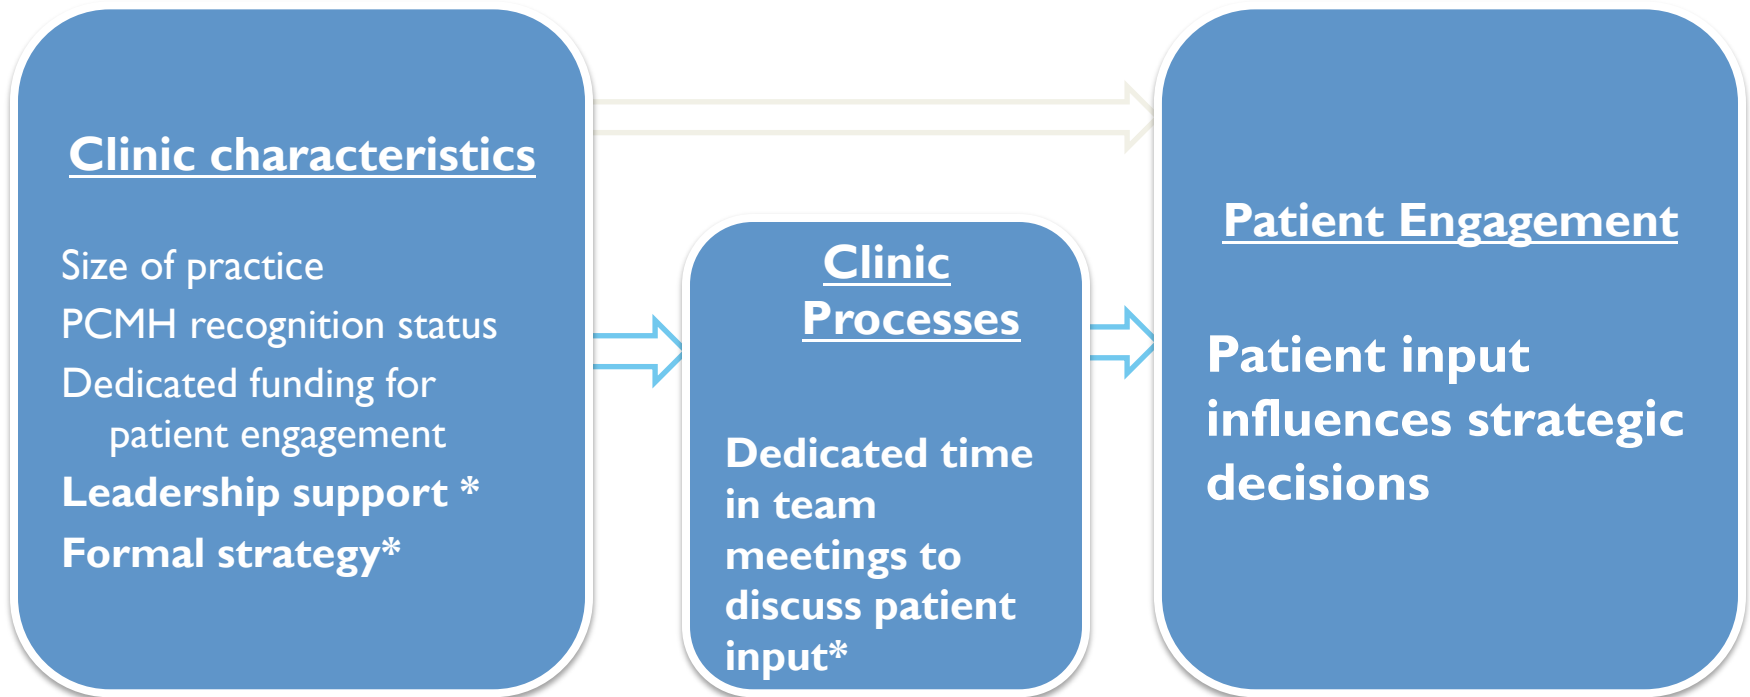 Clinic characteristics
Size of practice
PCMH recognition status
Dedicated funding for
patient engagement
Leadership support *
Formal strategy*
Clinic
Processes
Dedicated time
in team
meetings to
discuss patient
input*
Patient Engagement
Patient input
influences strategic
decisions